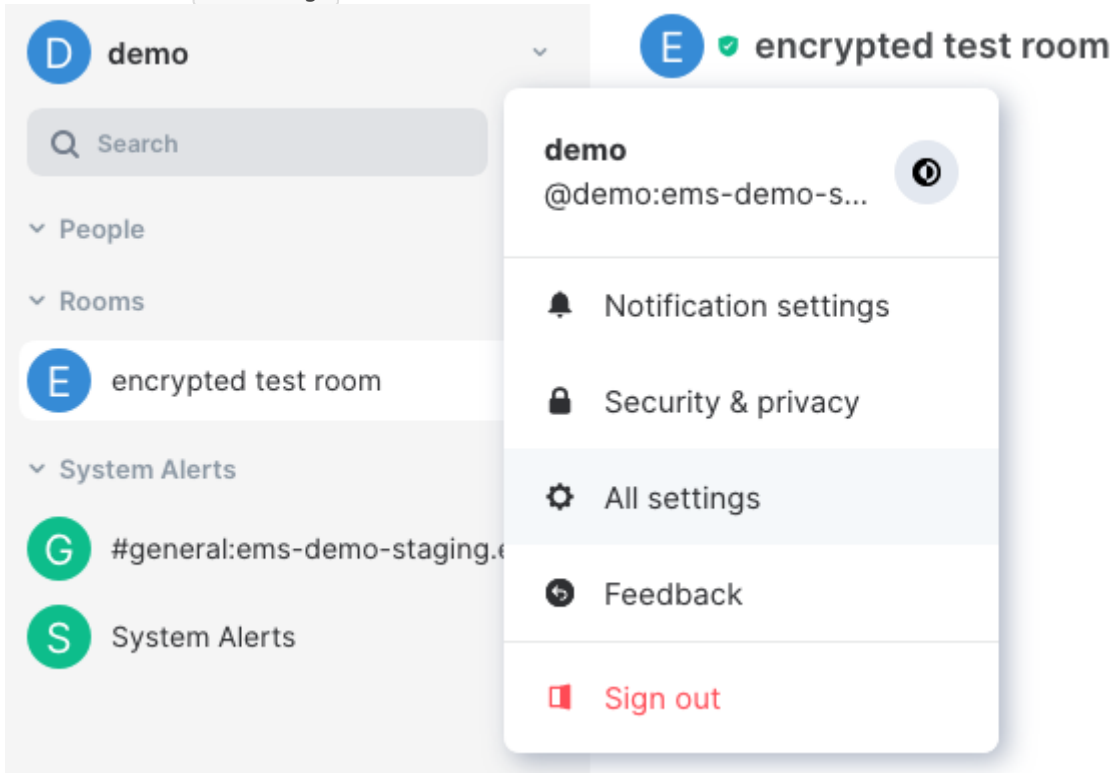 D demo
Search
People
Rooms
E encrypted test room
System Alerts
G #general:ems-demo-staging.
S System Alerts
E encrypted test room
demo
@demo:ems-demo-s...
Notification settings
Security & privacy
All settings
Feedback
Sign out